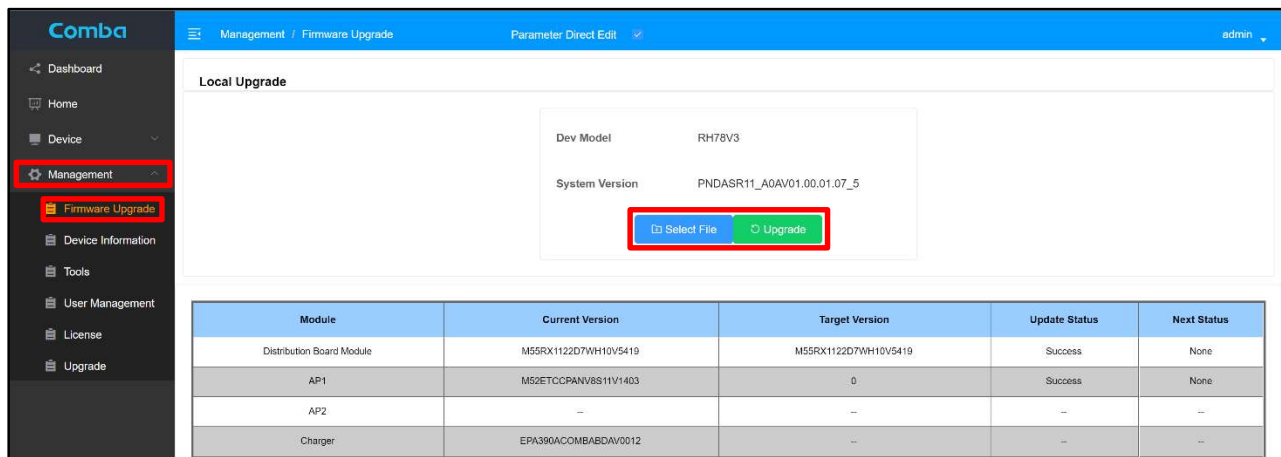 Comba
Management / Firmware Upgrade Parameter Direct Edit admin
Dashboard
Home
Device
Management
Firmware Upgrade
Device Information
Tools
User Management
License
Upgrade
Local Upgrade
Dev Model RH78V3
System Version PNDASR11_A0AV01.00.01.07_5
Select File Upgrade
Module Current Version Target Version Update Status Next Status
Distribution Board Module M55RX1122D7WH10V5419 M55RX1122D7WH10V5419 Success None
AP1 M52ETCCPANV8S11V1403 0 Success None
AP2 -- -- -- --
Charger EPA390ACOMBABDAV0012 -- -- --